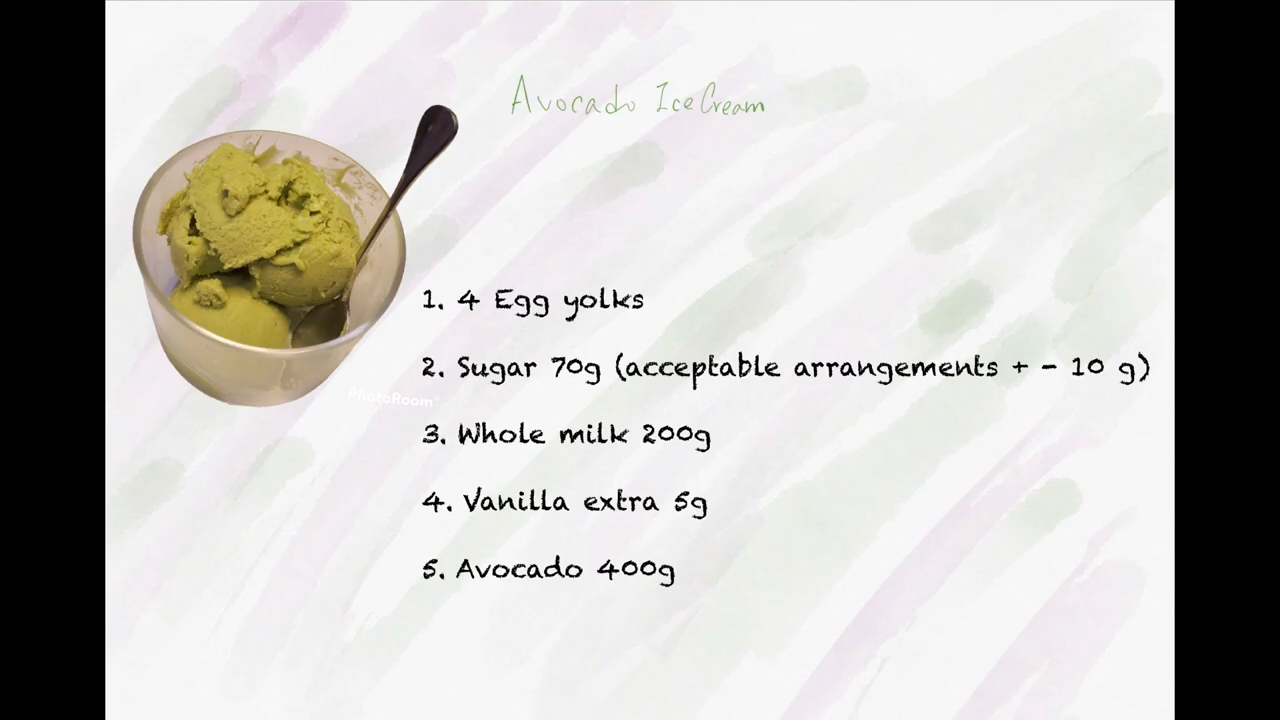 Avocado Ice Cream
1. 4 Egg yolks
2. Sugar 70g (acceptable arrangements + - 10 g)
PhotoRoom
3. Whole milk 200g
4. Vanilla extra 5g
5. Avocado 400g